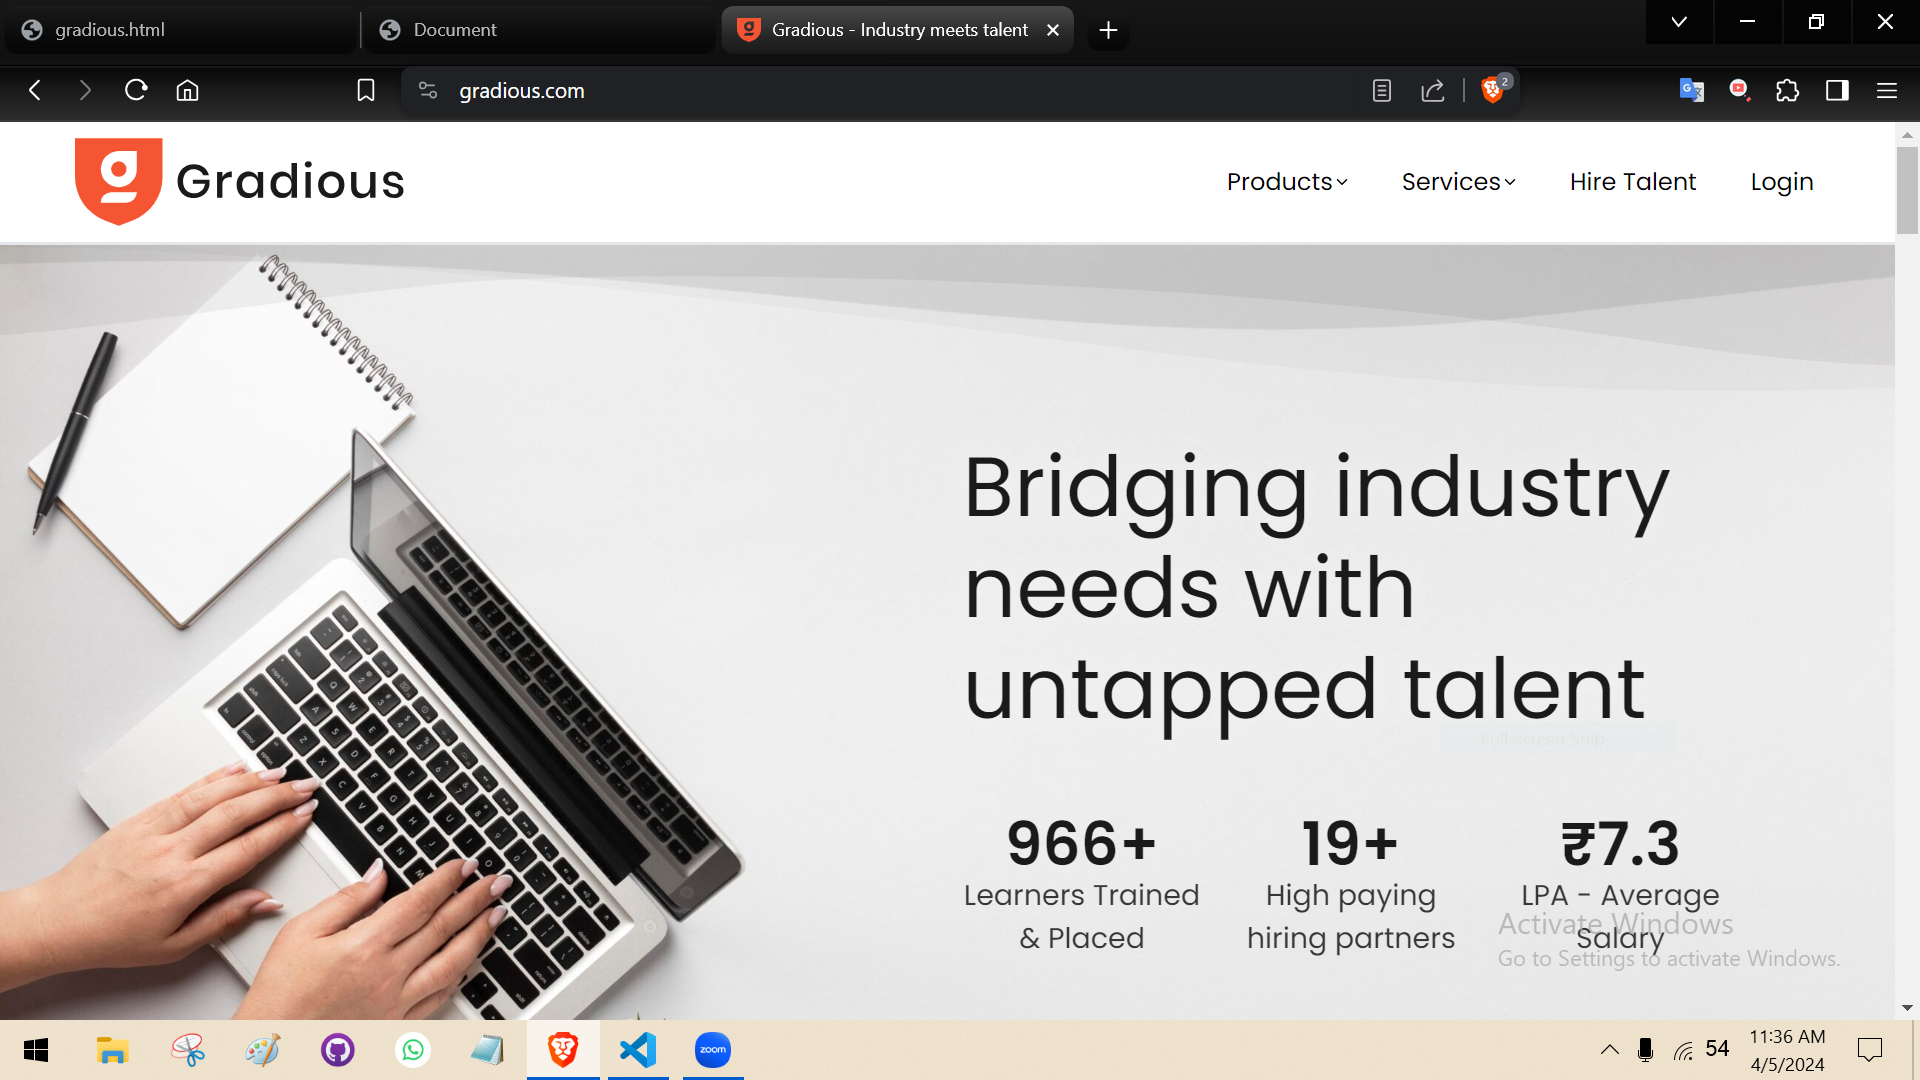 gradious.html
Document
Gradious - Industry meets talent
gradious.com
2
Gradious
Products
Services
Hire Talent
Login
Bridging industry
needs with
untapped talent
Full-screen Snip
966+
Learners Trained
& Placed
19+
High paying
hiring partners
₹7.3
LPA - Average
Salary
Activate Windows
Go to Settings to activate Windows.
zoom
54
11:36 AM
4/5/2024